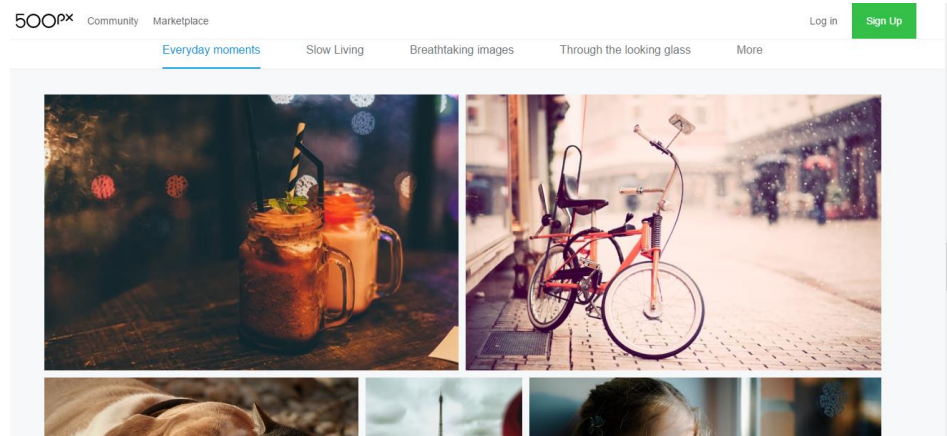 500px Community Marketplace Log in Sign Up
Everyday moments Slow Living Breathtaking images Through the looking glass More